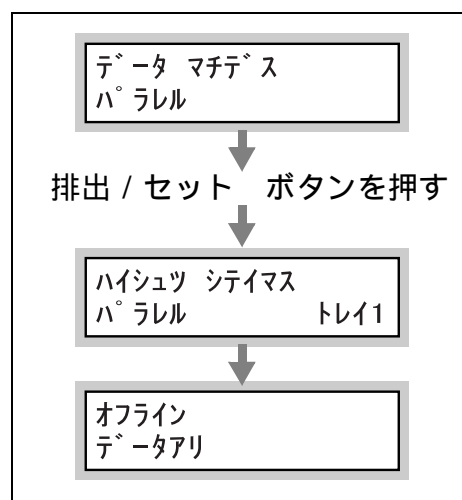 データ マチデス
パラレル
排出 / セット　ボタンを押す
ハイシュツ シテイマス
パラレル　トレイ1
オフライン
データアリ